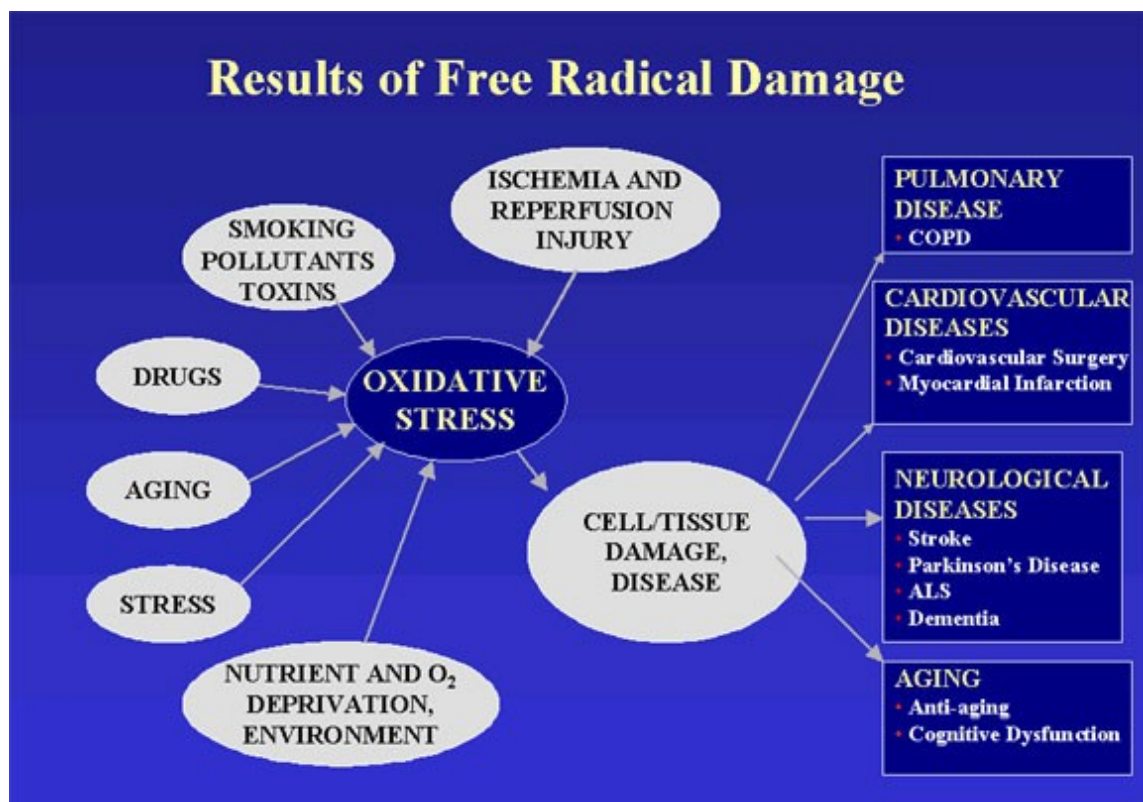 Results of Free Radical Damage
ISCHEMIA AND
REPERFUSION
INJURY
SMOKING
POLLUTANTS
TOXINS
DRUGS
AGING
STRESS
NUTRIENT AND O₂
DEPRIVATION,
ENVIRONMENT
OXIDATIVE
STRESS
CELL/TISSUE
DAMAGE,
DISEASE
PULMONARY
DISEASE
• COPD
CARDIOVASCULAR
DISEASES
• Cardiovascular Surgery
• Myocardial Infarction
NEUROLOGICAL
DISEASES
• Stroke
• Parkinson's Disease
• ALS
• Dementia
AGING
• Anti-aging
• Cognitive Dysfunction